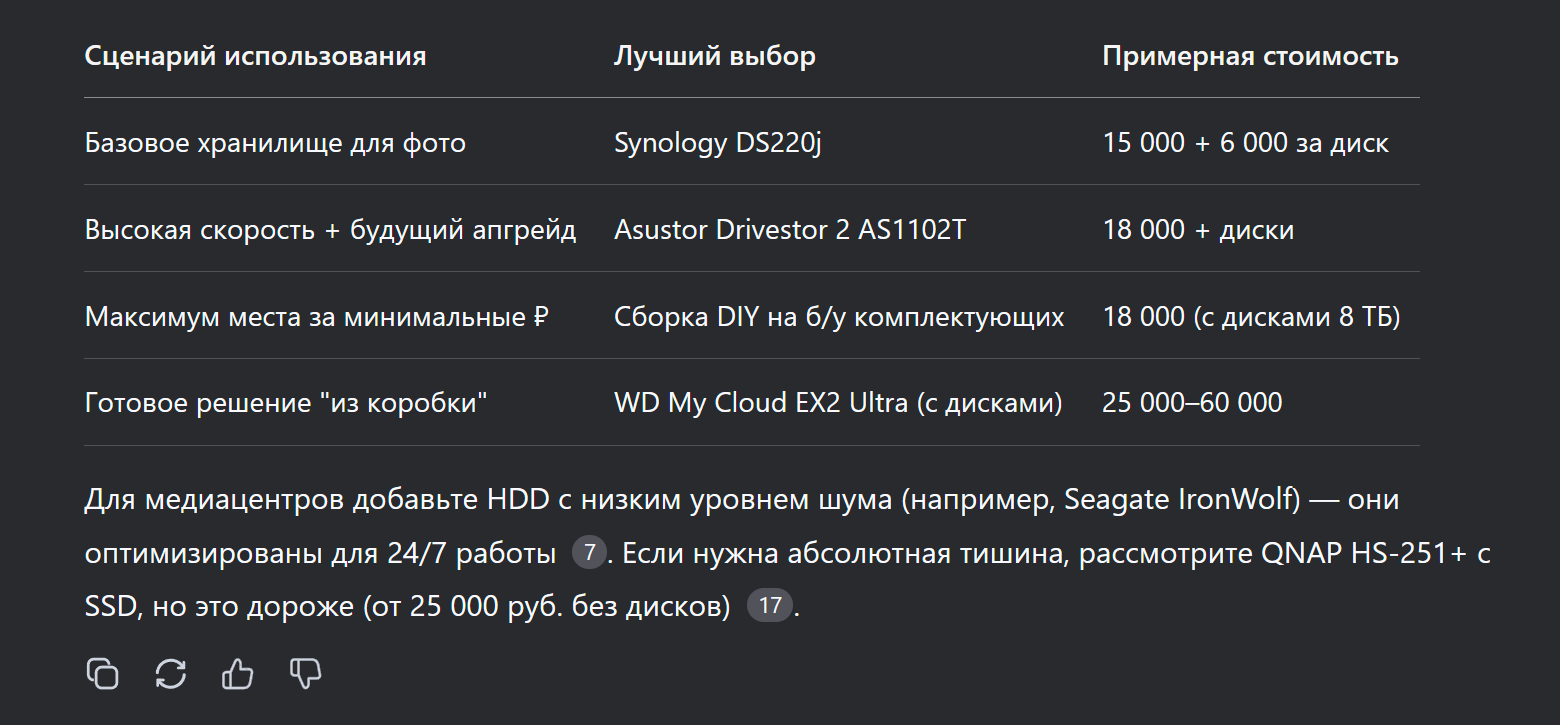 Сценарий использования Лучший выбор Примерная стоимость
Базовое хранилище для фото Synology DS220j 15 000 + 6 000 за диск
Высокая скорость + будущий апгрейд Asustor Drivestor 2 AS1102T 18 000 + диски
Максимум места за минимальные ₽ Сборка DIY на б/у комплектующих 18 000 (с дисками 8 ТБ)
Готовое решение "из коробки" WD My Cloud EX2 Ultra (с дисками) 25 000–60 000
Для медиацентров добавьте HDD с низким уровнем шума (например, Seagate IronWolf) — они
оптимизированы для 24/7 работы 7. Если нужна абсолютная тишина, рассмотрите QNAP HS-251+ с
SSD, но это дороже (от 25 000 руб. без дисков) 17.